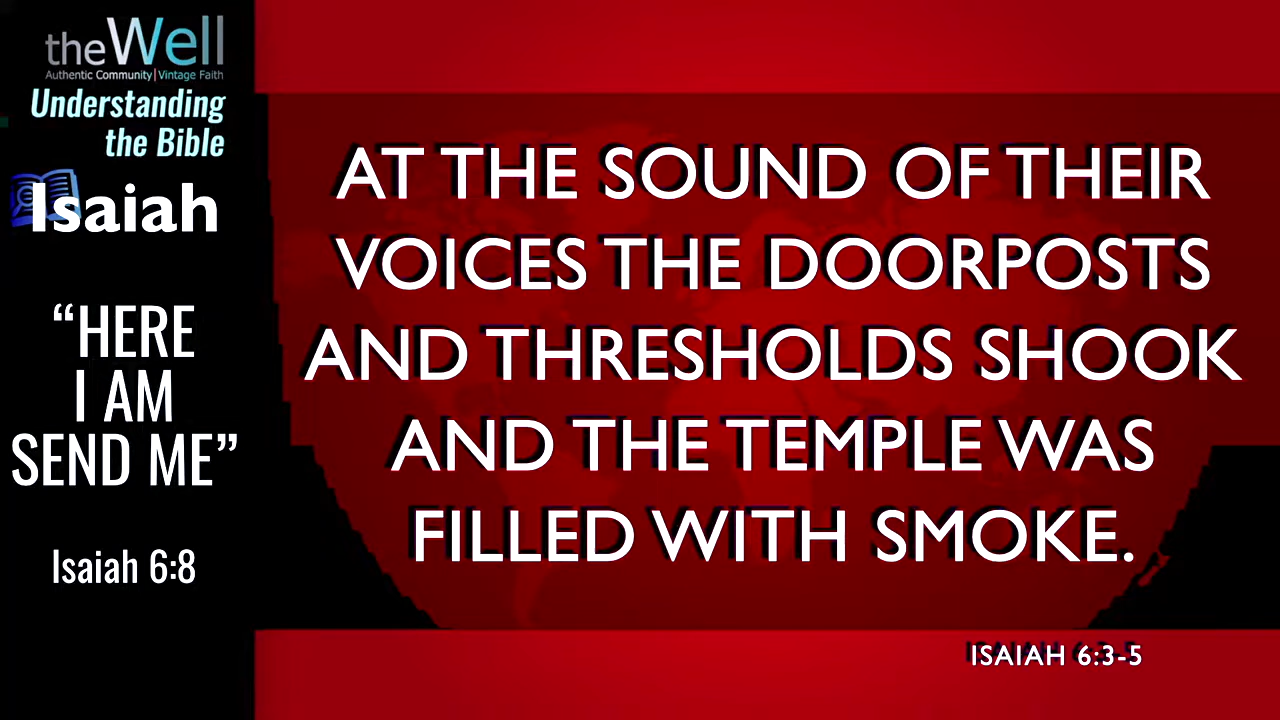 theWell
Authentic Community|Vintage Faith
Understanding
the Bible
Isaiah
“HERE
I AM
SEND ME”
Isaiah 6:8
AT THE SOUND OF THEIR
VOICES THE DOORPOSTS
AND THRESHOLDS SHOOK
AND THE TEMPLE WAS
FILLED WITH SMOKE.
ISAIAH 6:3-5